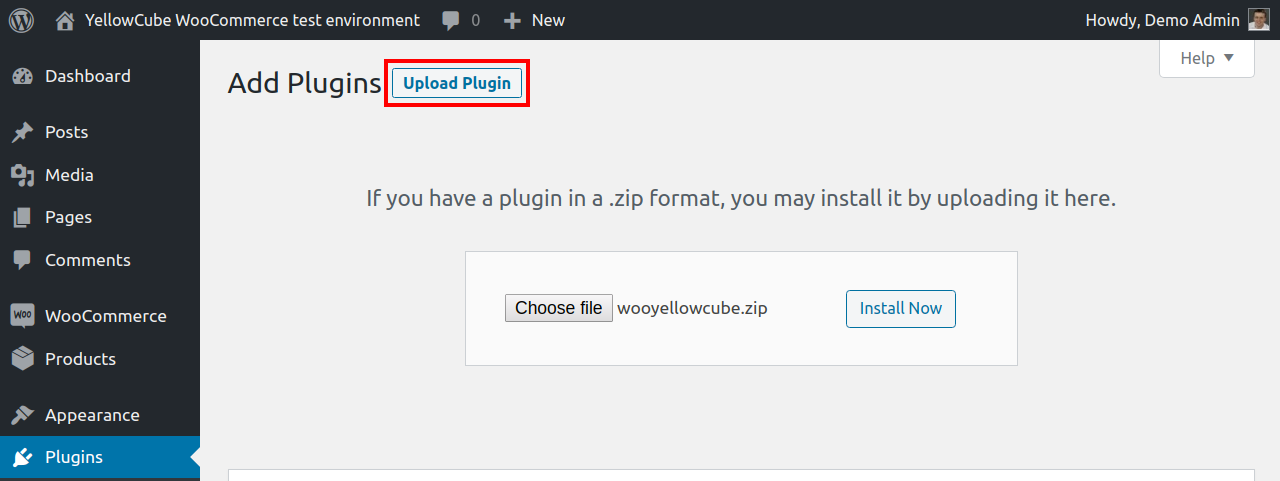 YellowCube WooCommerce test environment 0 New Howdy, Demo Admin
Help
Dashboard
Posts
Media
Pages
Comments
woo WooCommerce
Products
Appearance
Plugins
Add Plugins Upload Plugin
If you have a plugin in a .zip format, you may install it by uploading it here.
Choose file wooyellowcube.zip Install Now